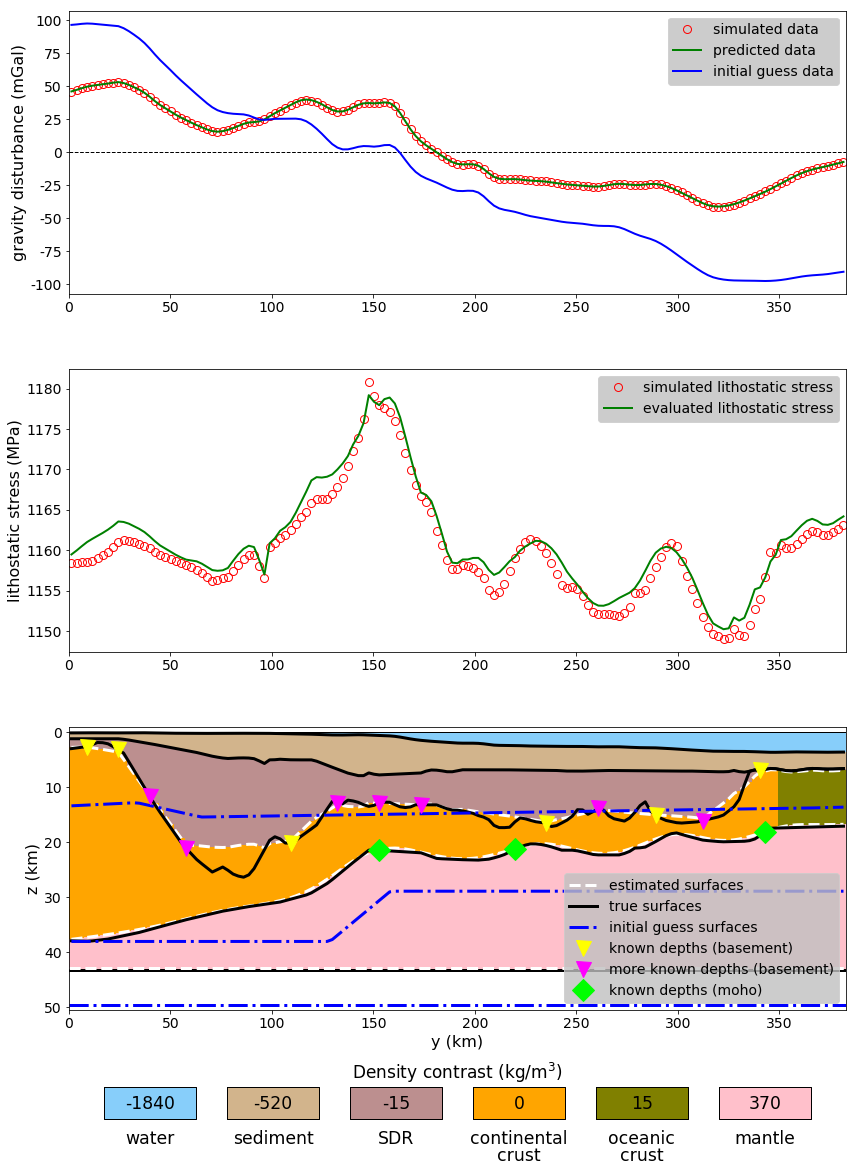 gravity disturbance (mGal)
100
75
50
25
0
-25
-50
-75
-100
simulated data
predicted data
initial guess data
0 50 100 150 200 250 300 350
lithostatic stress (MPa)
1180
1175
1170
1165
1160
1155
1150
simulated lithostatic stress
evaluated lithostatic stress
0 50 100 150 200 250 300 350
z (km)
0
10
20
30
40
50
estimated surfaces
true surfaces
initial guess surfaces
known depths (basement)
more known depths (basement)
known depths (moho)
0 50 100 150 200 250 300 350
y (km)
Density contrast (kg/m³)
-1840 -520 -15 0 15 370
water sediment SDR continental oceanic mantle
crust crust